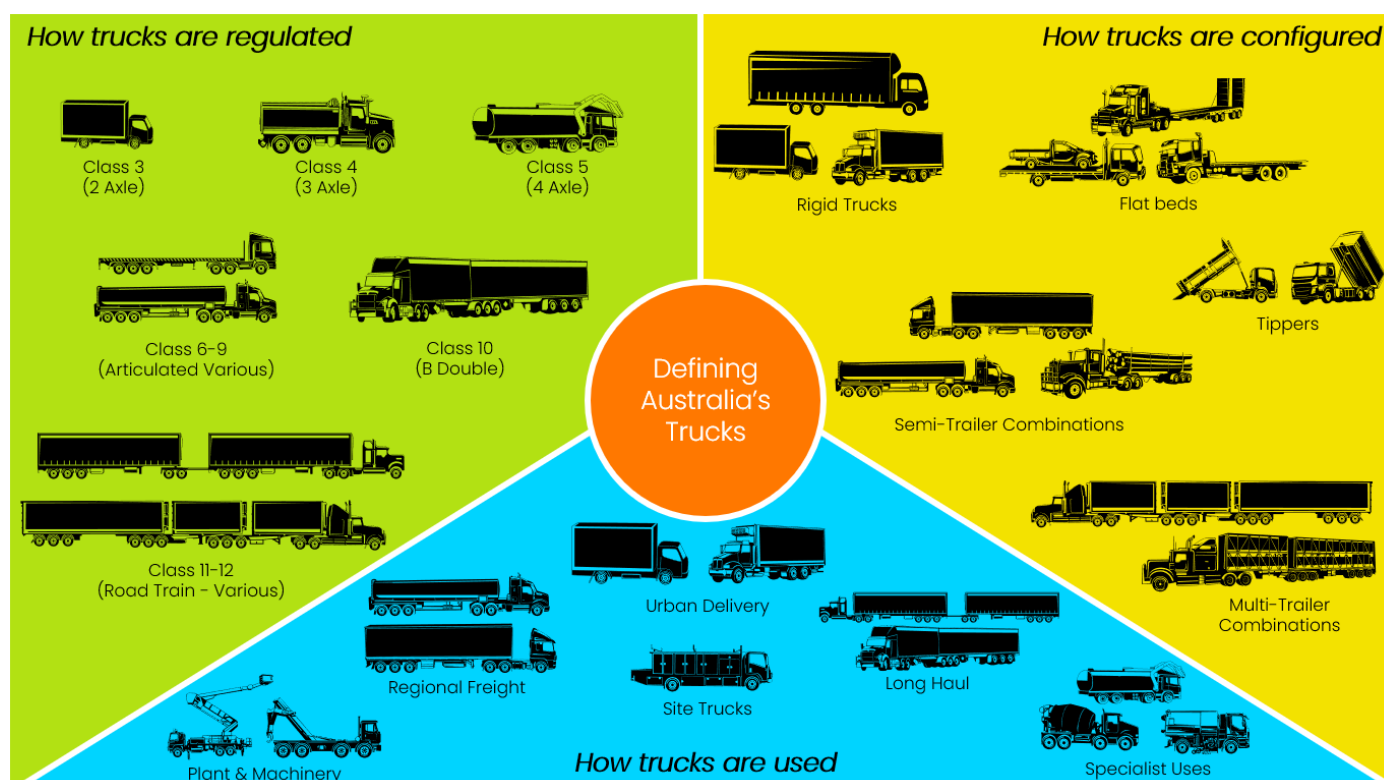 How trucks are regulated
Class 3
(2 Axle)
Class 4
(3 Axle)
Class 5
(4 Axle)
Class 6-9
(Articulated Various)
Class 10
(B Double)
Class 11-12
(Road Train - Various)
How trucks are configured
Rigid Trucks
Flat beds
Tippers
Semi-Trailer Combinations
Multi-Trailer
Combinations
Defining
Australia's
Trucks
Urban Delivery
Regional Freight
Site Trucks
Long Haul
Plant & Machinery
Specialist Uses
How trucks are used